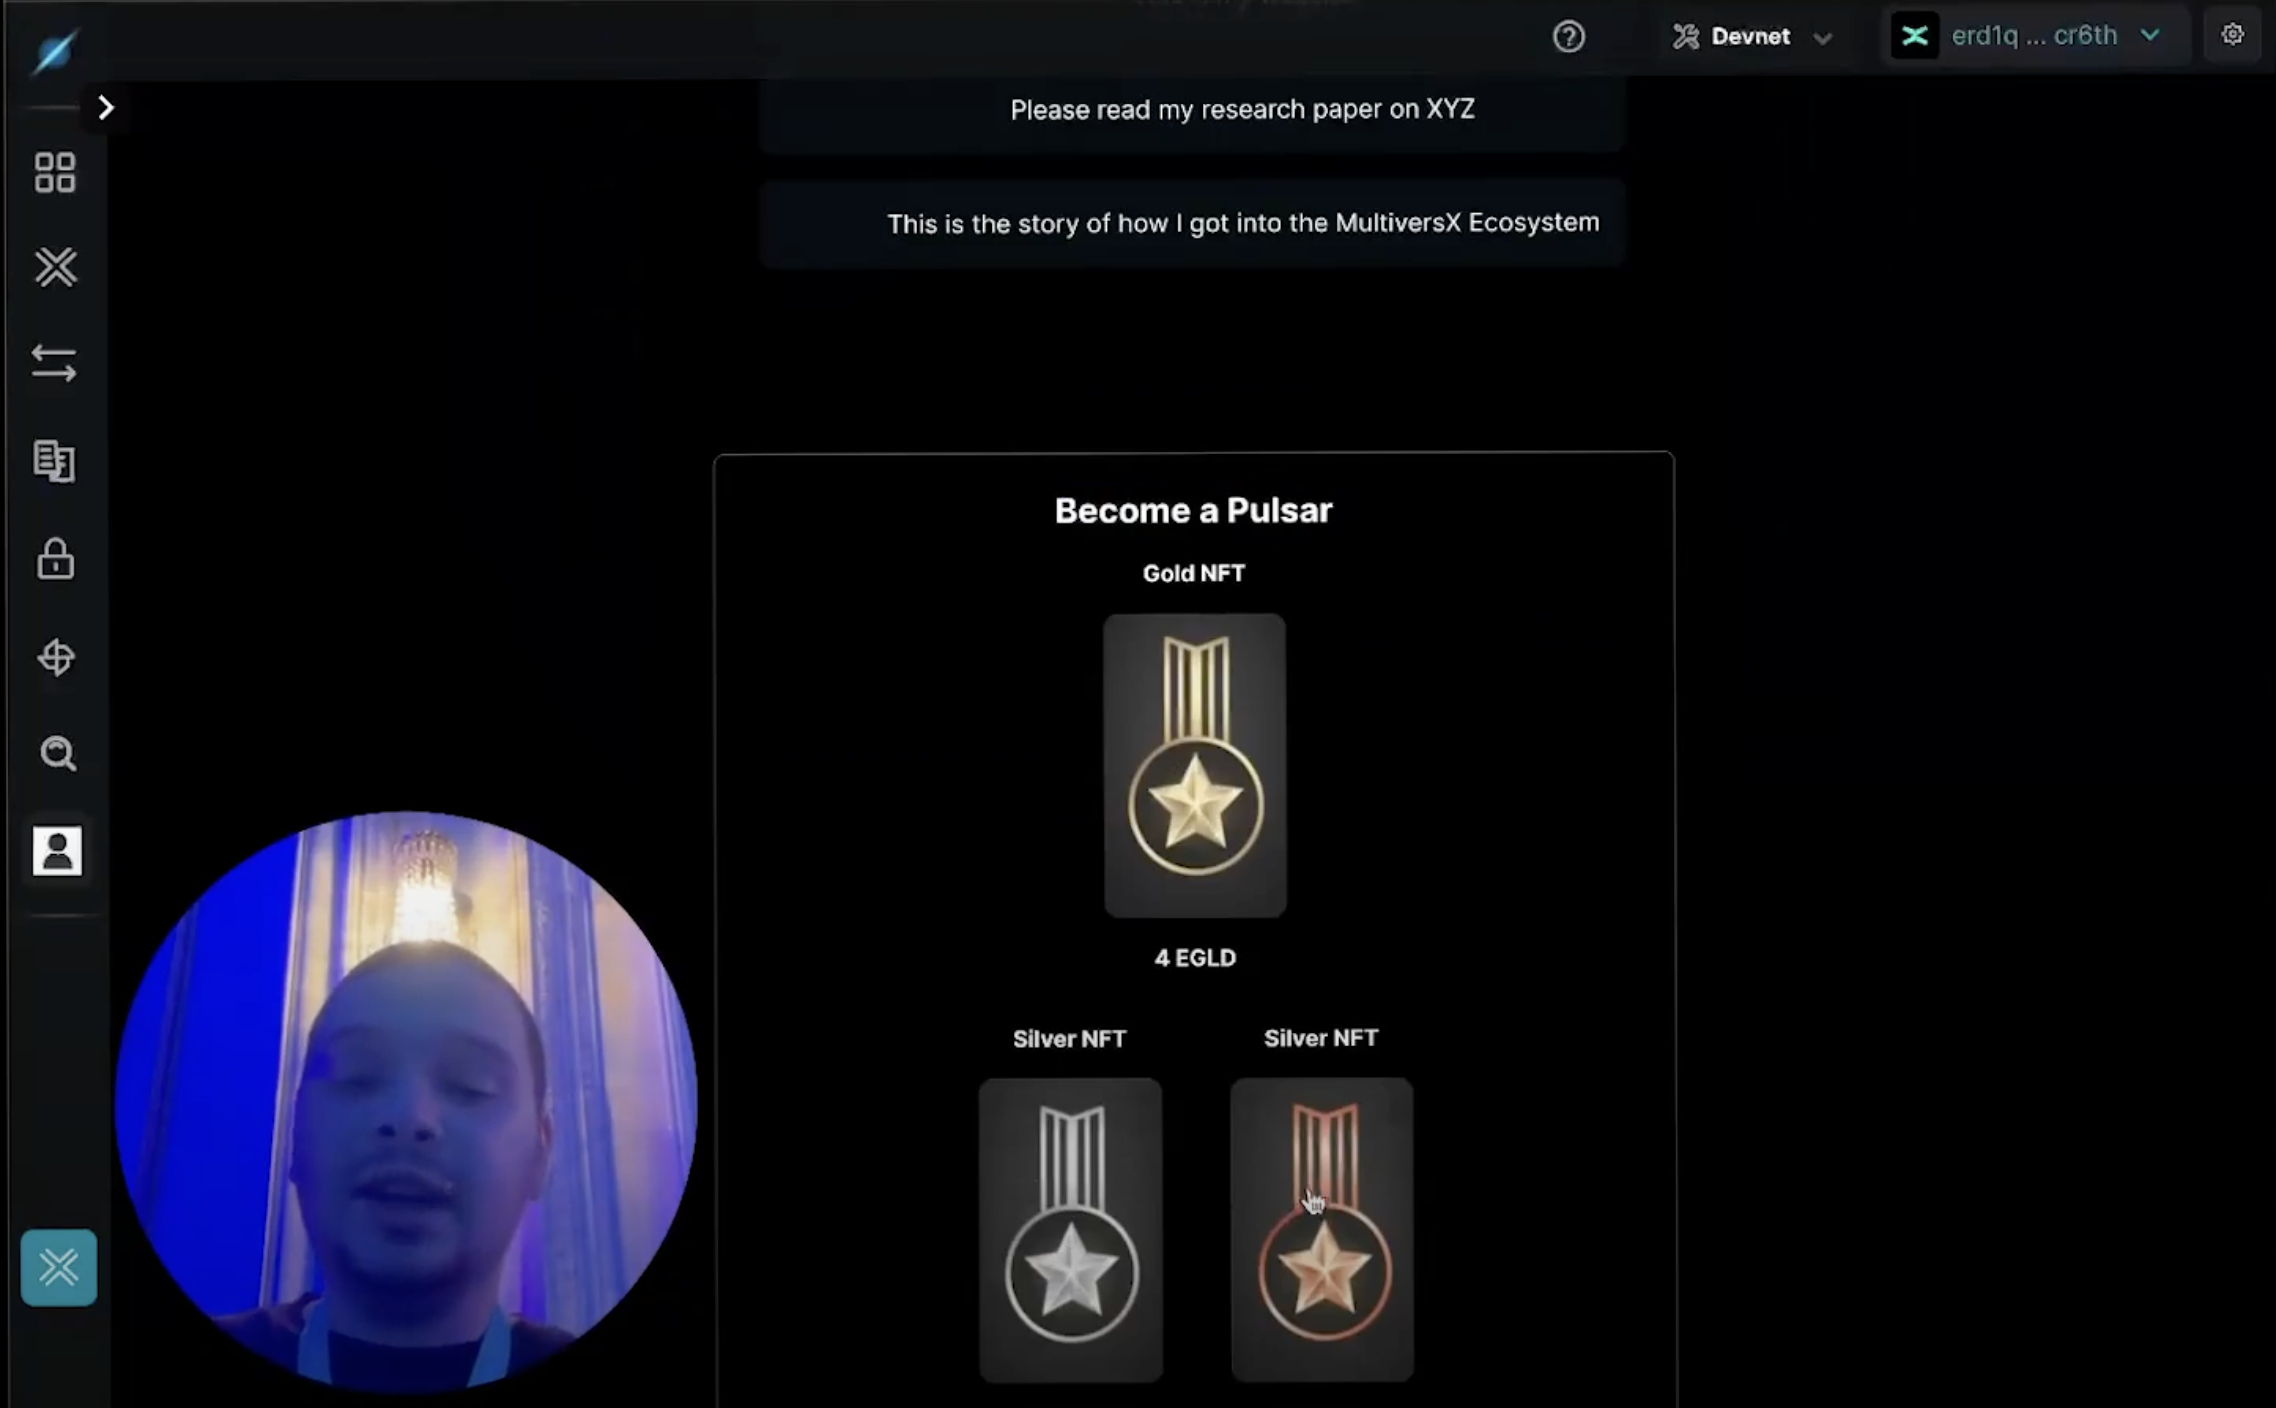 Devnet
erd1q ... cr6th
Please read my research paper on XYZ
This is the story of how I got into the MultiversX Ecosystem
Become a Pulsar
Gold NFT
4 EGLD
Silver NFT
Silver NFT